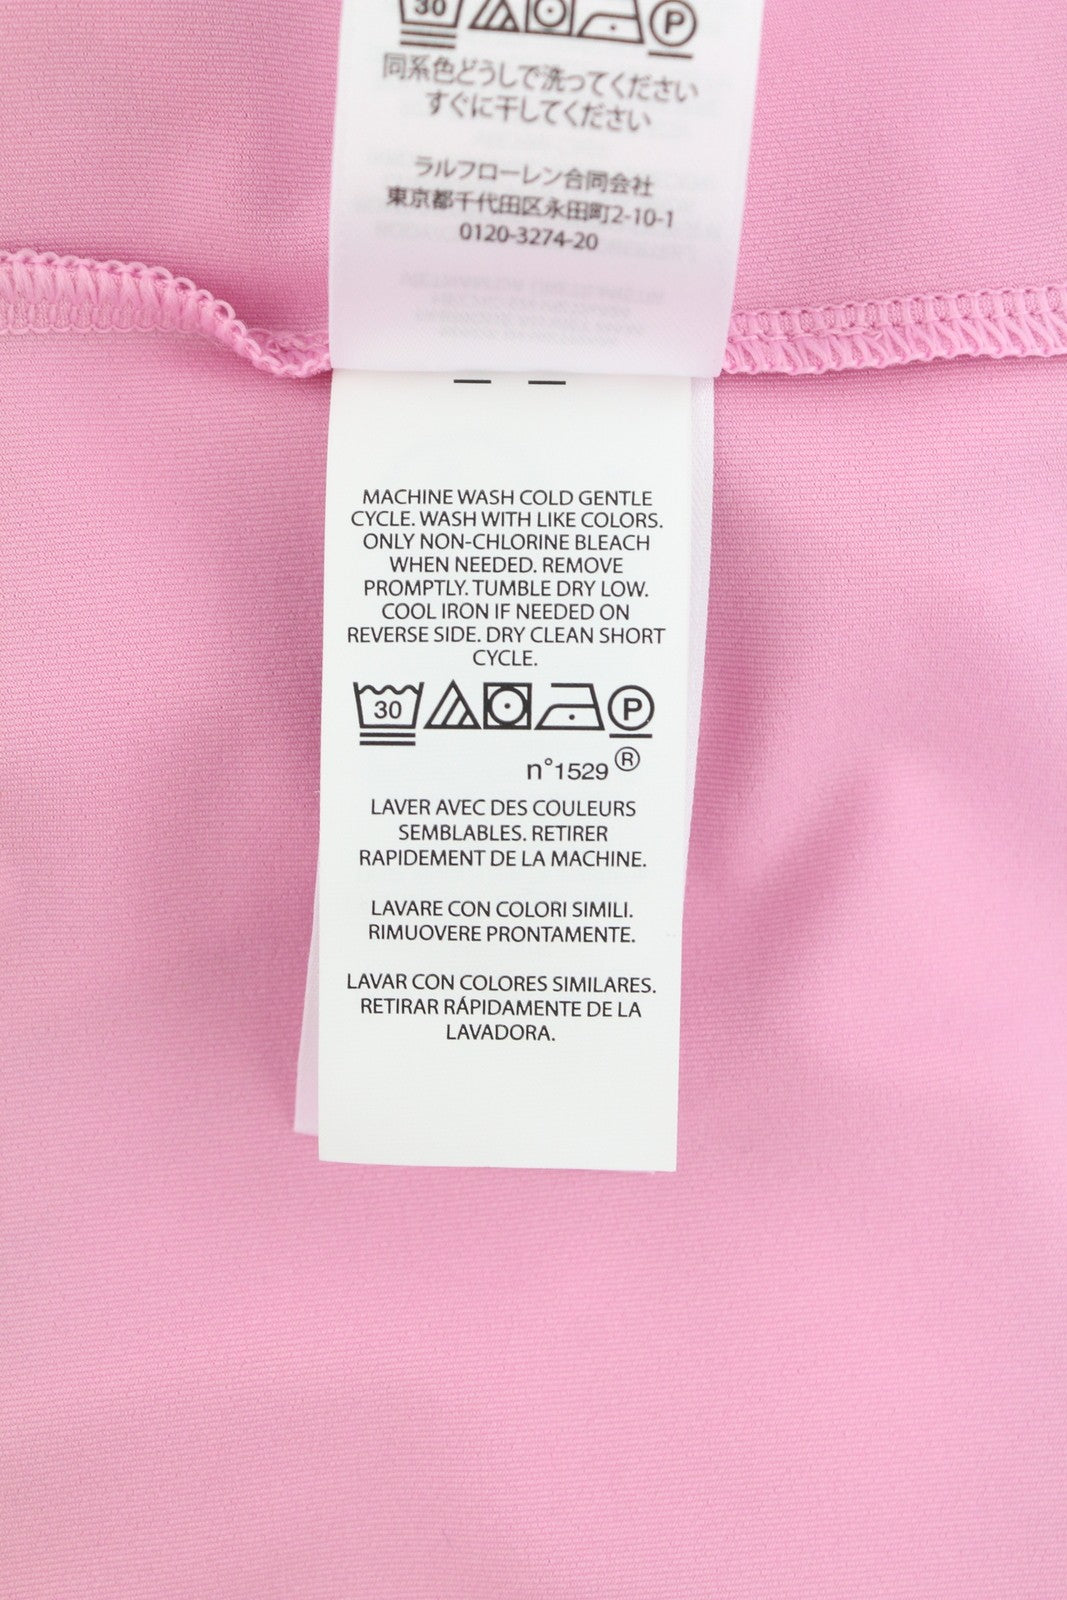 30 P
同系色どうしで洗ってください
すぐに干してください
ラルフローレン合同会社
東京都千代田区永田町2-10-1
0120-3274-20
MACHINE WASH COLD GENTLE
CYCLE. WASH WITH LIKE COLORS.
ONLY NON-CHLORINE BLEACH
WHEN NEEDED. REMOVE
PROMPTLY. TUMBLE DRY LOW.
COOL IRON IF NEEDED ON
REVERSE SIDE. DRY CLEAN SHORT
CYCLE.
30 P
n°1529 ®
LAVER AVEC DES COULEURS
SEMBLABLES. RETIRER
RAPIDEMENT DE LA MACHINE.
LAVARE CON COLORI SIMILI.
RIMUOVERE PRONTAMENTE.
LAVAR CON COLORES SIMILARES.
RETIRAR RÁPIDAMENTE DE LA
LAVADORA.